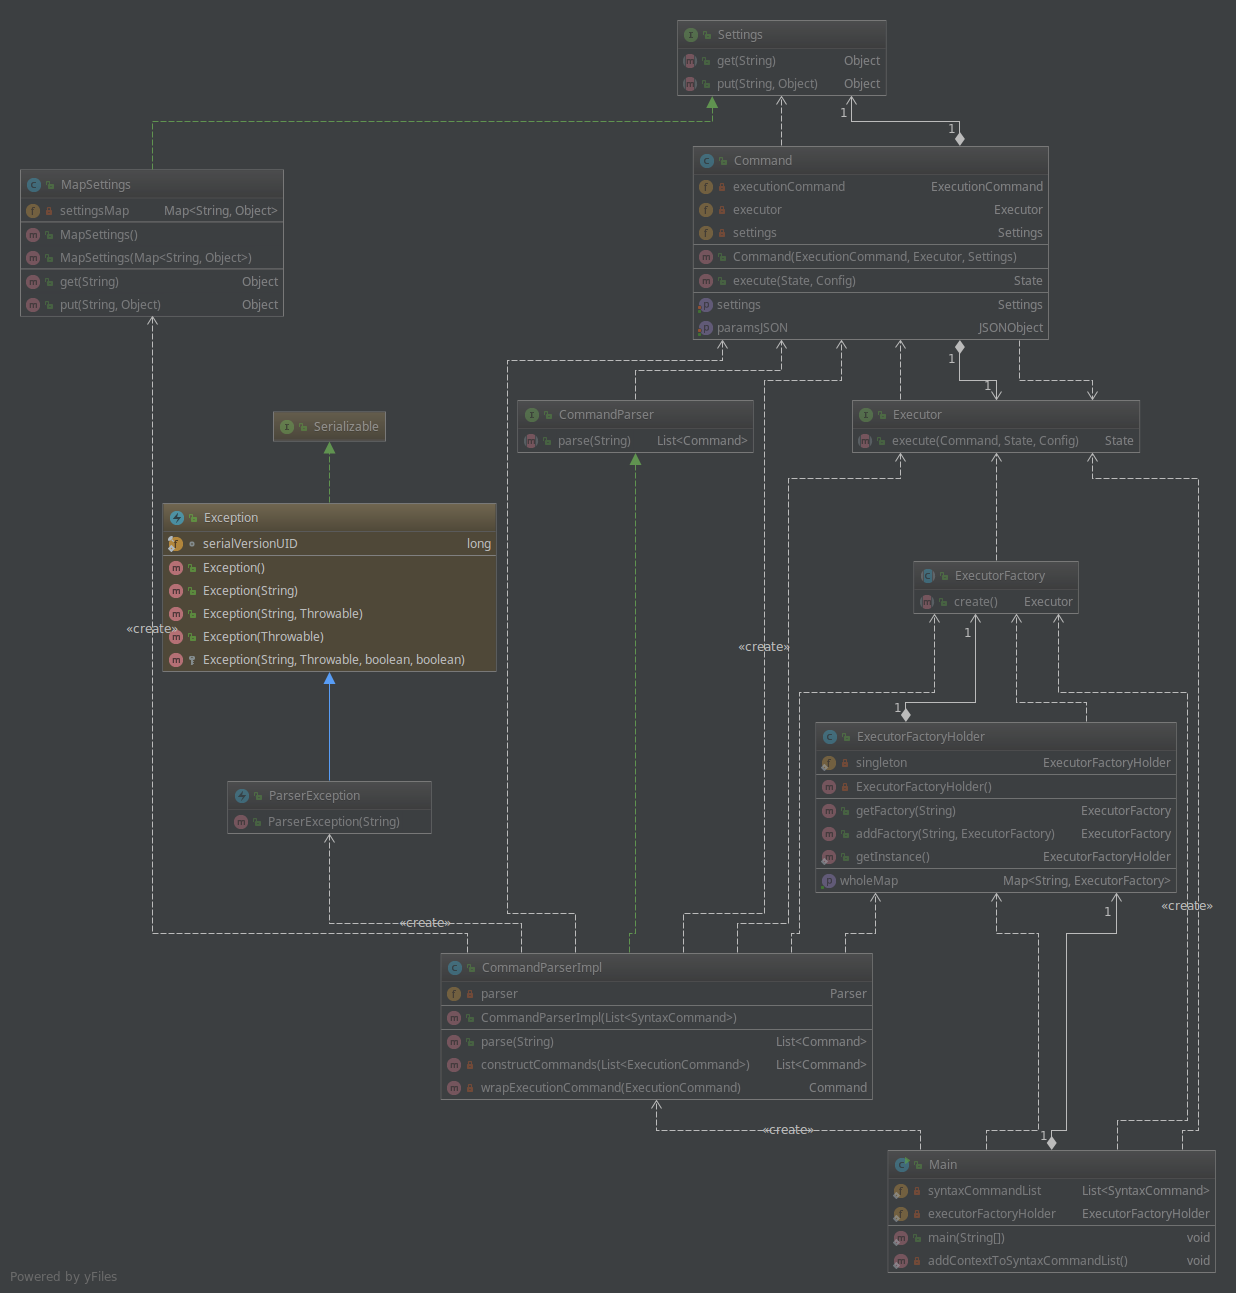 Settings
get(String) Object
put(String, Object) Object
1
1
Command
executionCommand ExecutionCommand
executor Executor
settings Settings
Command(ExecutionCommand, Executor, Settings)
execute(State, Config) State
settings Settings
paramsJSON JSONObject
MapSettings
settingsMap Map<String, Object>
MapSettings()
MapSettings(Map<String, Object>)
get(String) Object
put(String, Object) Object
1
1
Serializable
CommandParser
parse(String) List<Command>
Executor
execute(Command, State, Config) State
Exception
serialVersionUID long
Exception()
Exception(String)
Exception(String, Throwable)
Exception(Throwable)
Exception(String, Throwable, boolean, boolean)
«create»
«create»
ExecutorFactory
create() Executor
1
1
ExecutorFactoryHolder
singleton ExecutorFactoryHolder
ExecutorFactoryHolder()
getFactory(String) ExecutorFactory
addFactory(String, ExecutorFactory) ExecutorFactory
getInstance() ExecutorFactoryHolder
wholeMap Map<String, ExecutorFactory>
ParserException
ParserException(String)
«create»
1
«create»
CommandParserImpl
parser Parser
CommandParserImpl(List<SyntaxCommand>)
parse(String) List<Command>
constructCommands(List<ExecutionCommand>) List<Command>
wrapExecutionCommand(ExecutionCommand) Command
«create»
1
Main
syntaxCommandList List<SyntaxCommand>
executorFactoryHolder ExecutorFactoryHolder
main(String[]) void
addContextToSyntaxCommandList() void
Powered by yFiles